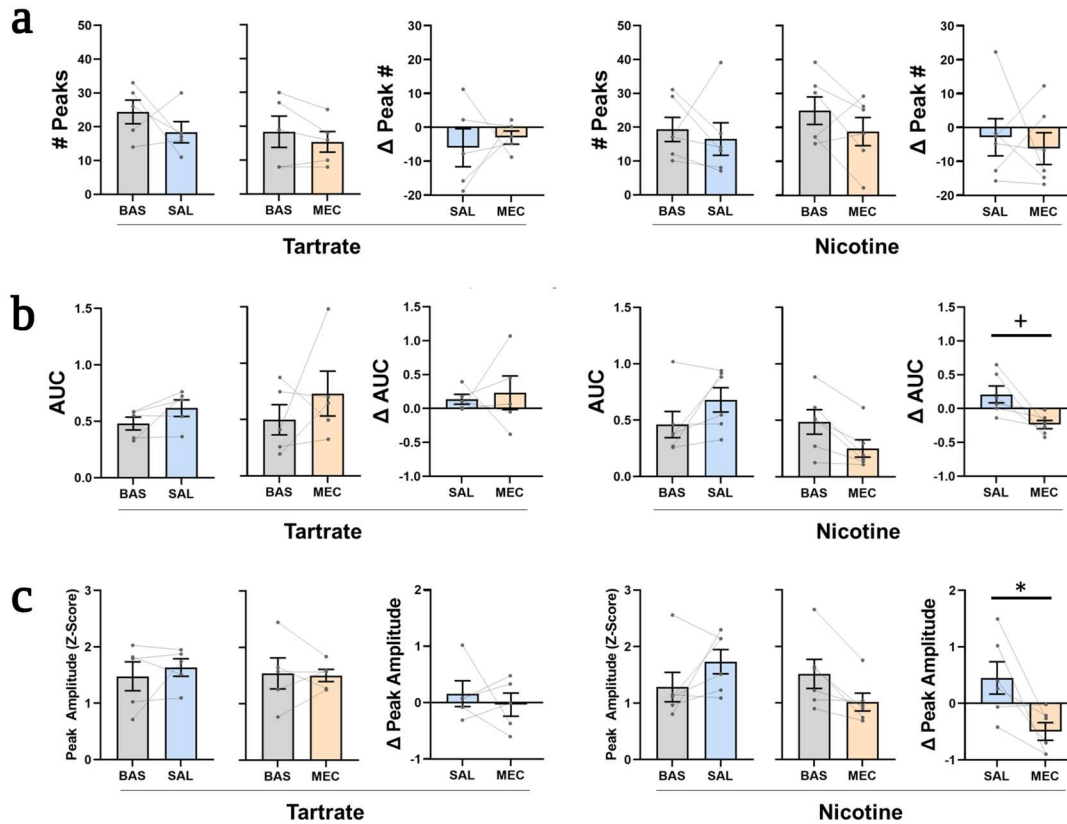 a
# Peaks
50
40
30
20
10
0
BAS SAL
BAS MEC
Δ Peak #
30
20
10
0
-10
-20
SAL MEC
Tartrate
# Peaks
50
40
30
20
10
0
BAS SAL
BAS MEC
Δ Peak #
30
20
10
0
-10
-20
SAL MEC
Nicotine
b
AUC
1.5
1.0
0.5
0.0
BAS SAL
BAS MEC
Δ AUC
1.5
1.0
0.5
0.0
-0.5
-1.0
SAL MEC
Tartrate
AUC
1.5
1.0
0.5
0.0
BAS SAL
BAS MEC
Δ AUC
1.5
1.0
0.5
0.0
-0.5
-1.0
+
SAL MEC
Nicotine
c
Peak Amplitude (Z-Score)
3
2
1
0
BAS SAL
BAS MEC
Δ Peak Amplitude
2
1
0
-1
SAL MEC
Tartrate
Peak Amplitude (Z-Score)
3
2
1
0
BAS SAL
BAS MEC
Δ Peak Amplitude
2
1
0
-1
*
SAL MEC
Nicotine